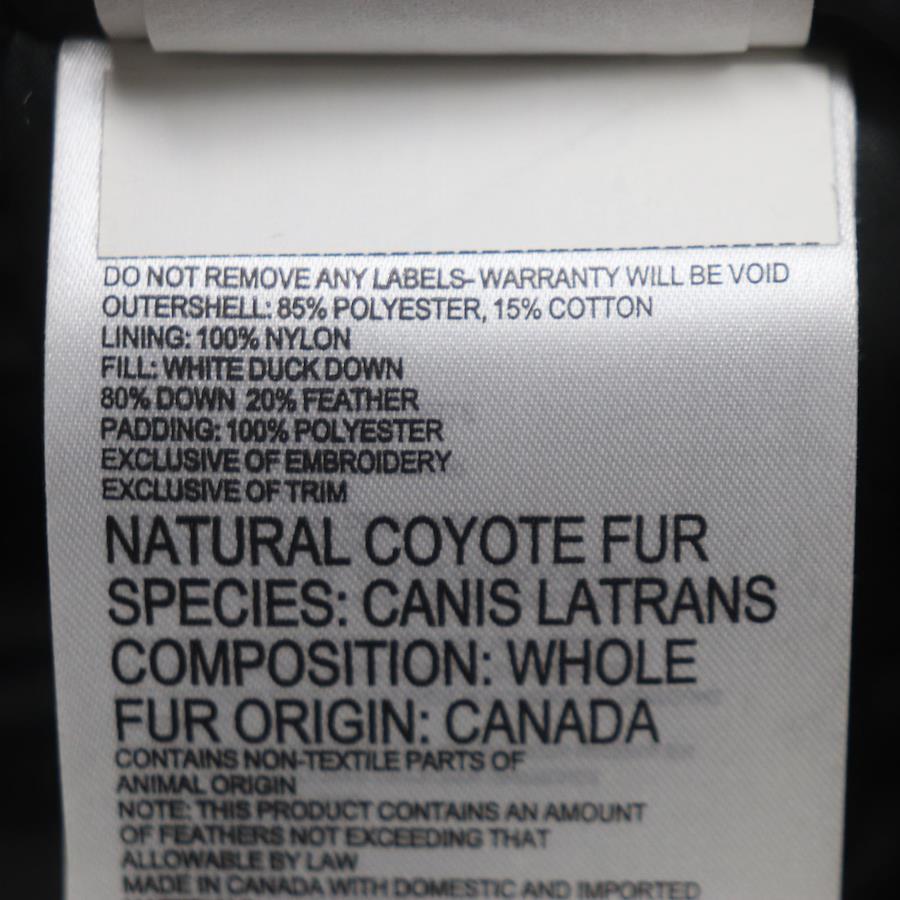 DO NOT REMOVE ANY LABELS- WARRANTY WILL BE VOID
OUTERSHELL: 85% POLYESTER, 15% COTTON
LINING: 100% NYLON
FILL: WHITE DUCK DOWN
80% DOWN 20% FEATHER
PADDING: 100% POLYESTER
EXCLUSIVE OF EMBROIDERY
EXCLUSIVE OF TRIM
NATURAL COYOTE FUR
SPECIES: CANIS LATRANS
COMPOSITION: WHOLE
FUR ORIGIN: CANADA
CONTAINS NON-TEXTILE PARTS OF
ANIMAL ORIGIN
NOTE: THIS PRODUCT CONTAINS AN AMOUNT
OF FEATHERS NOT EXCEEDING THAT
ALLOWABLE BY LAW
MADE IN CANADA WITH DOMESTIC AND IMPORTED